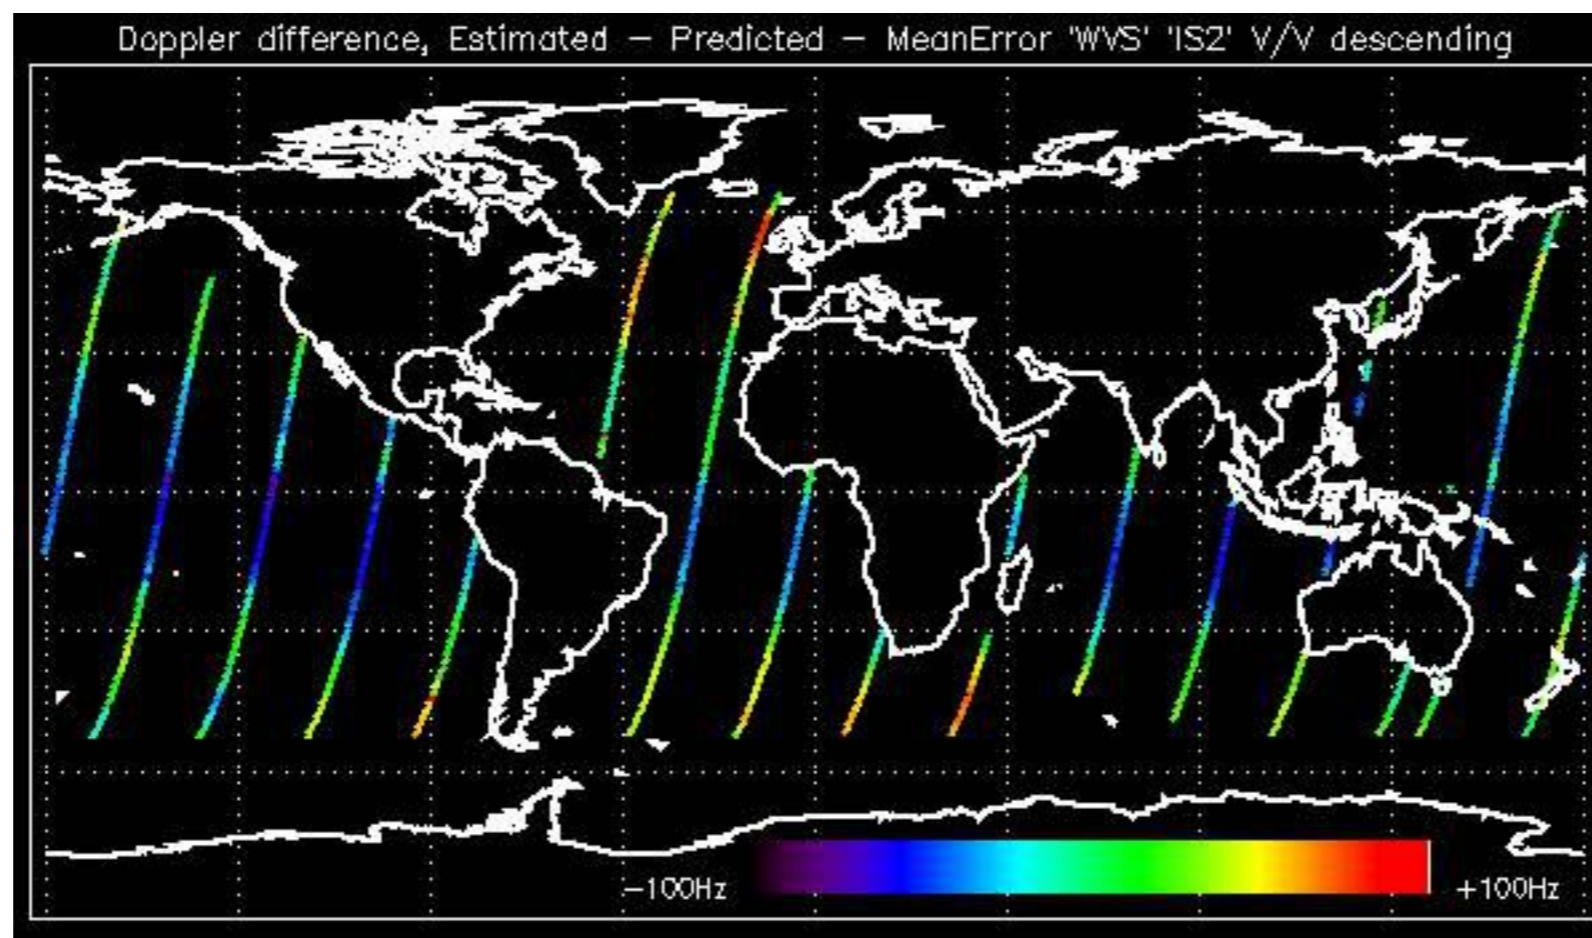 Doppler difference, Estimated – Predicted – MeanError 'WVS' 'IS2' V/V descending
–100Hz +100Hz